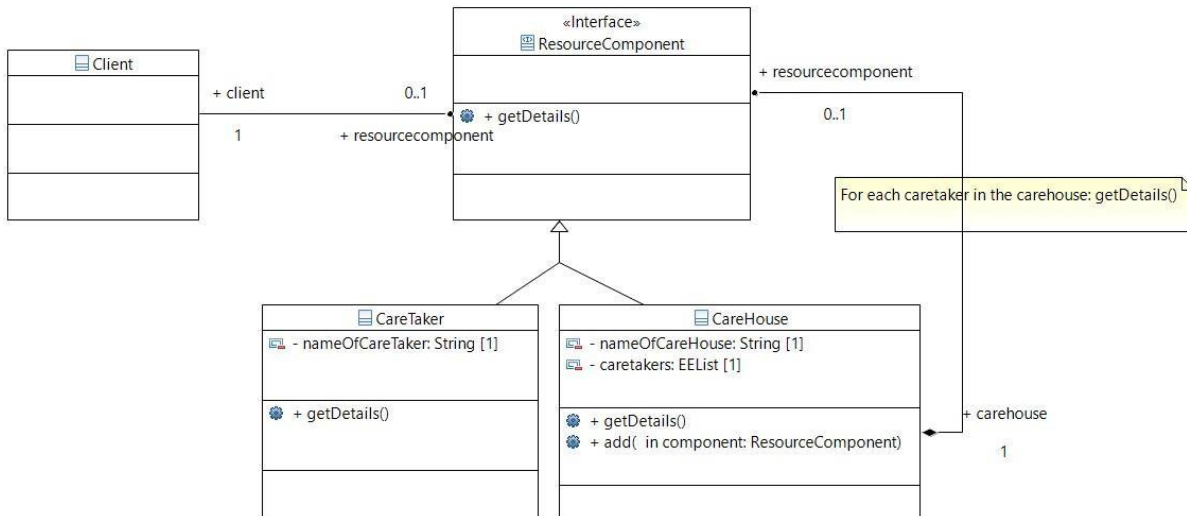 «Interface»
ResourceComponent
+ getDetails()
Client
+ client
0..1
1
+ resourcecomponent
+ resourcecomponent
0..1
For each caretaker in the carehouse: getDetails()
CareTaker
- nameOfCareTaker: String [1]
+ getDetails()
CareHouse
- nameOfCareHouse: String [1]
- caretakers: EEList [1]
+ getDetails()
+ add(  in component: ResourceComponent)
+ carehouse
1